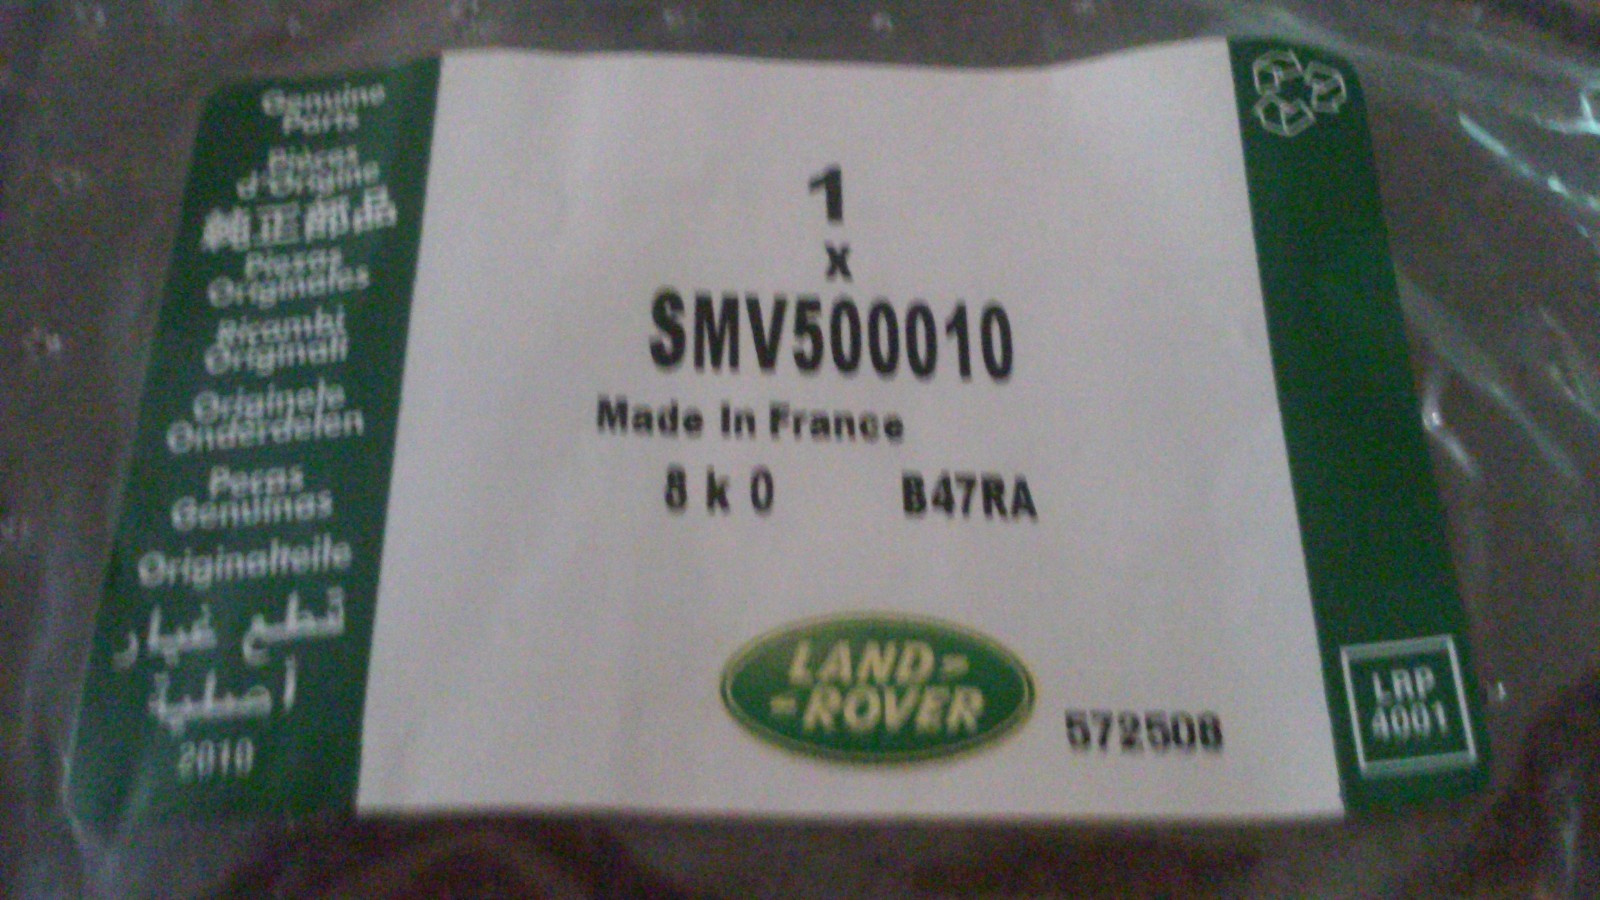 Genuine
Parts
Pièces
d'Origine
純正部品
Piezas
Originales
Ricambi
Originali
Originele
Onderdelen
Peças
Genuínas
Originalteile
قطع غيار
أصلية
2010
1
x
SMV500010
Made In France
8 k 0 B47RA
LAND-
-ROVER
572508
LRP
4001